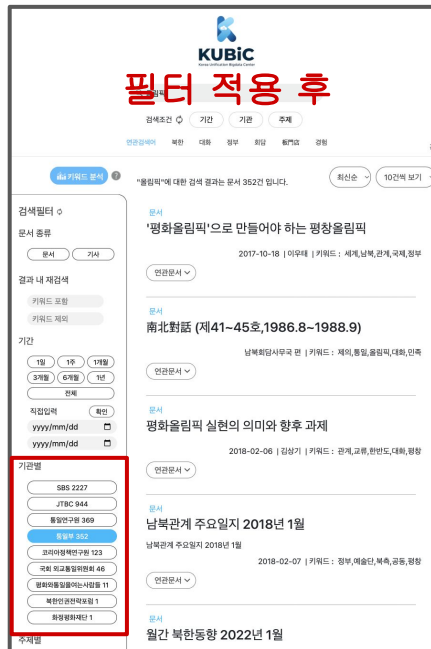 KUBiC
Korea Unification Bigdata Center
필터 적용 후
올림픽
검색조건 기간 기관 주제
연관검색어 북한 대화 정부 회담 板門店 경험
키워드 분석 ?
"올림픽"에 대한 검색 결과는 문서 352건 입니다.
최신순 10건씩 보기
검색필터
문서 종류
문서 기사
결과 내 재검색
키워드 포함
키워드 제외
기간
1일 1주 1개월
3개월 6개월 1년
전체
직접입력 확인
yyyy/mm/dd
yyyy/mm/dd
기관별
SBS 2227
JTBC 944
통일연구원 369
통일부 352
코리아정책연구원 123
국회 외교통일위원회 46
평화와통일을여는사람들 11
북한인권전략포럼 1
화정평화재단 1
주제별
문서
'평화올림픽'으로 만들어야 하는 평창올림픽
2017-10-18 | 이우태 | 키워드 : 세계,남북,관계,국제,정부
연관문서
문서
南北對話 (제41~45호,1986.8~1988.9)
남북회담사무국 편 | 키워드 : 제의,통일,올림픽,대화,민족
연관문서
문서
평화올림픽 실현의 의미와 향후 과제
2018-02-06 | 김상기 | 키워드 : 관계,교류,한반도,대화,평창
연관문서
문서
남북관계 주요일지 2018년 1월
남북관계 주요일지 2018년 1월
2018-02-07 | 키워드 : 정부,예술단,북측,공동,평창
연관문서
문서
월간 북한동향 2022년 1월